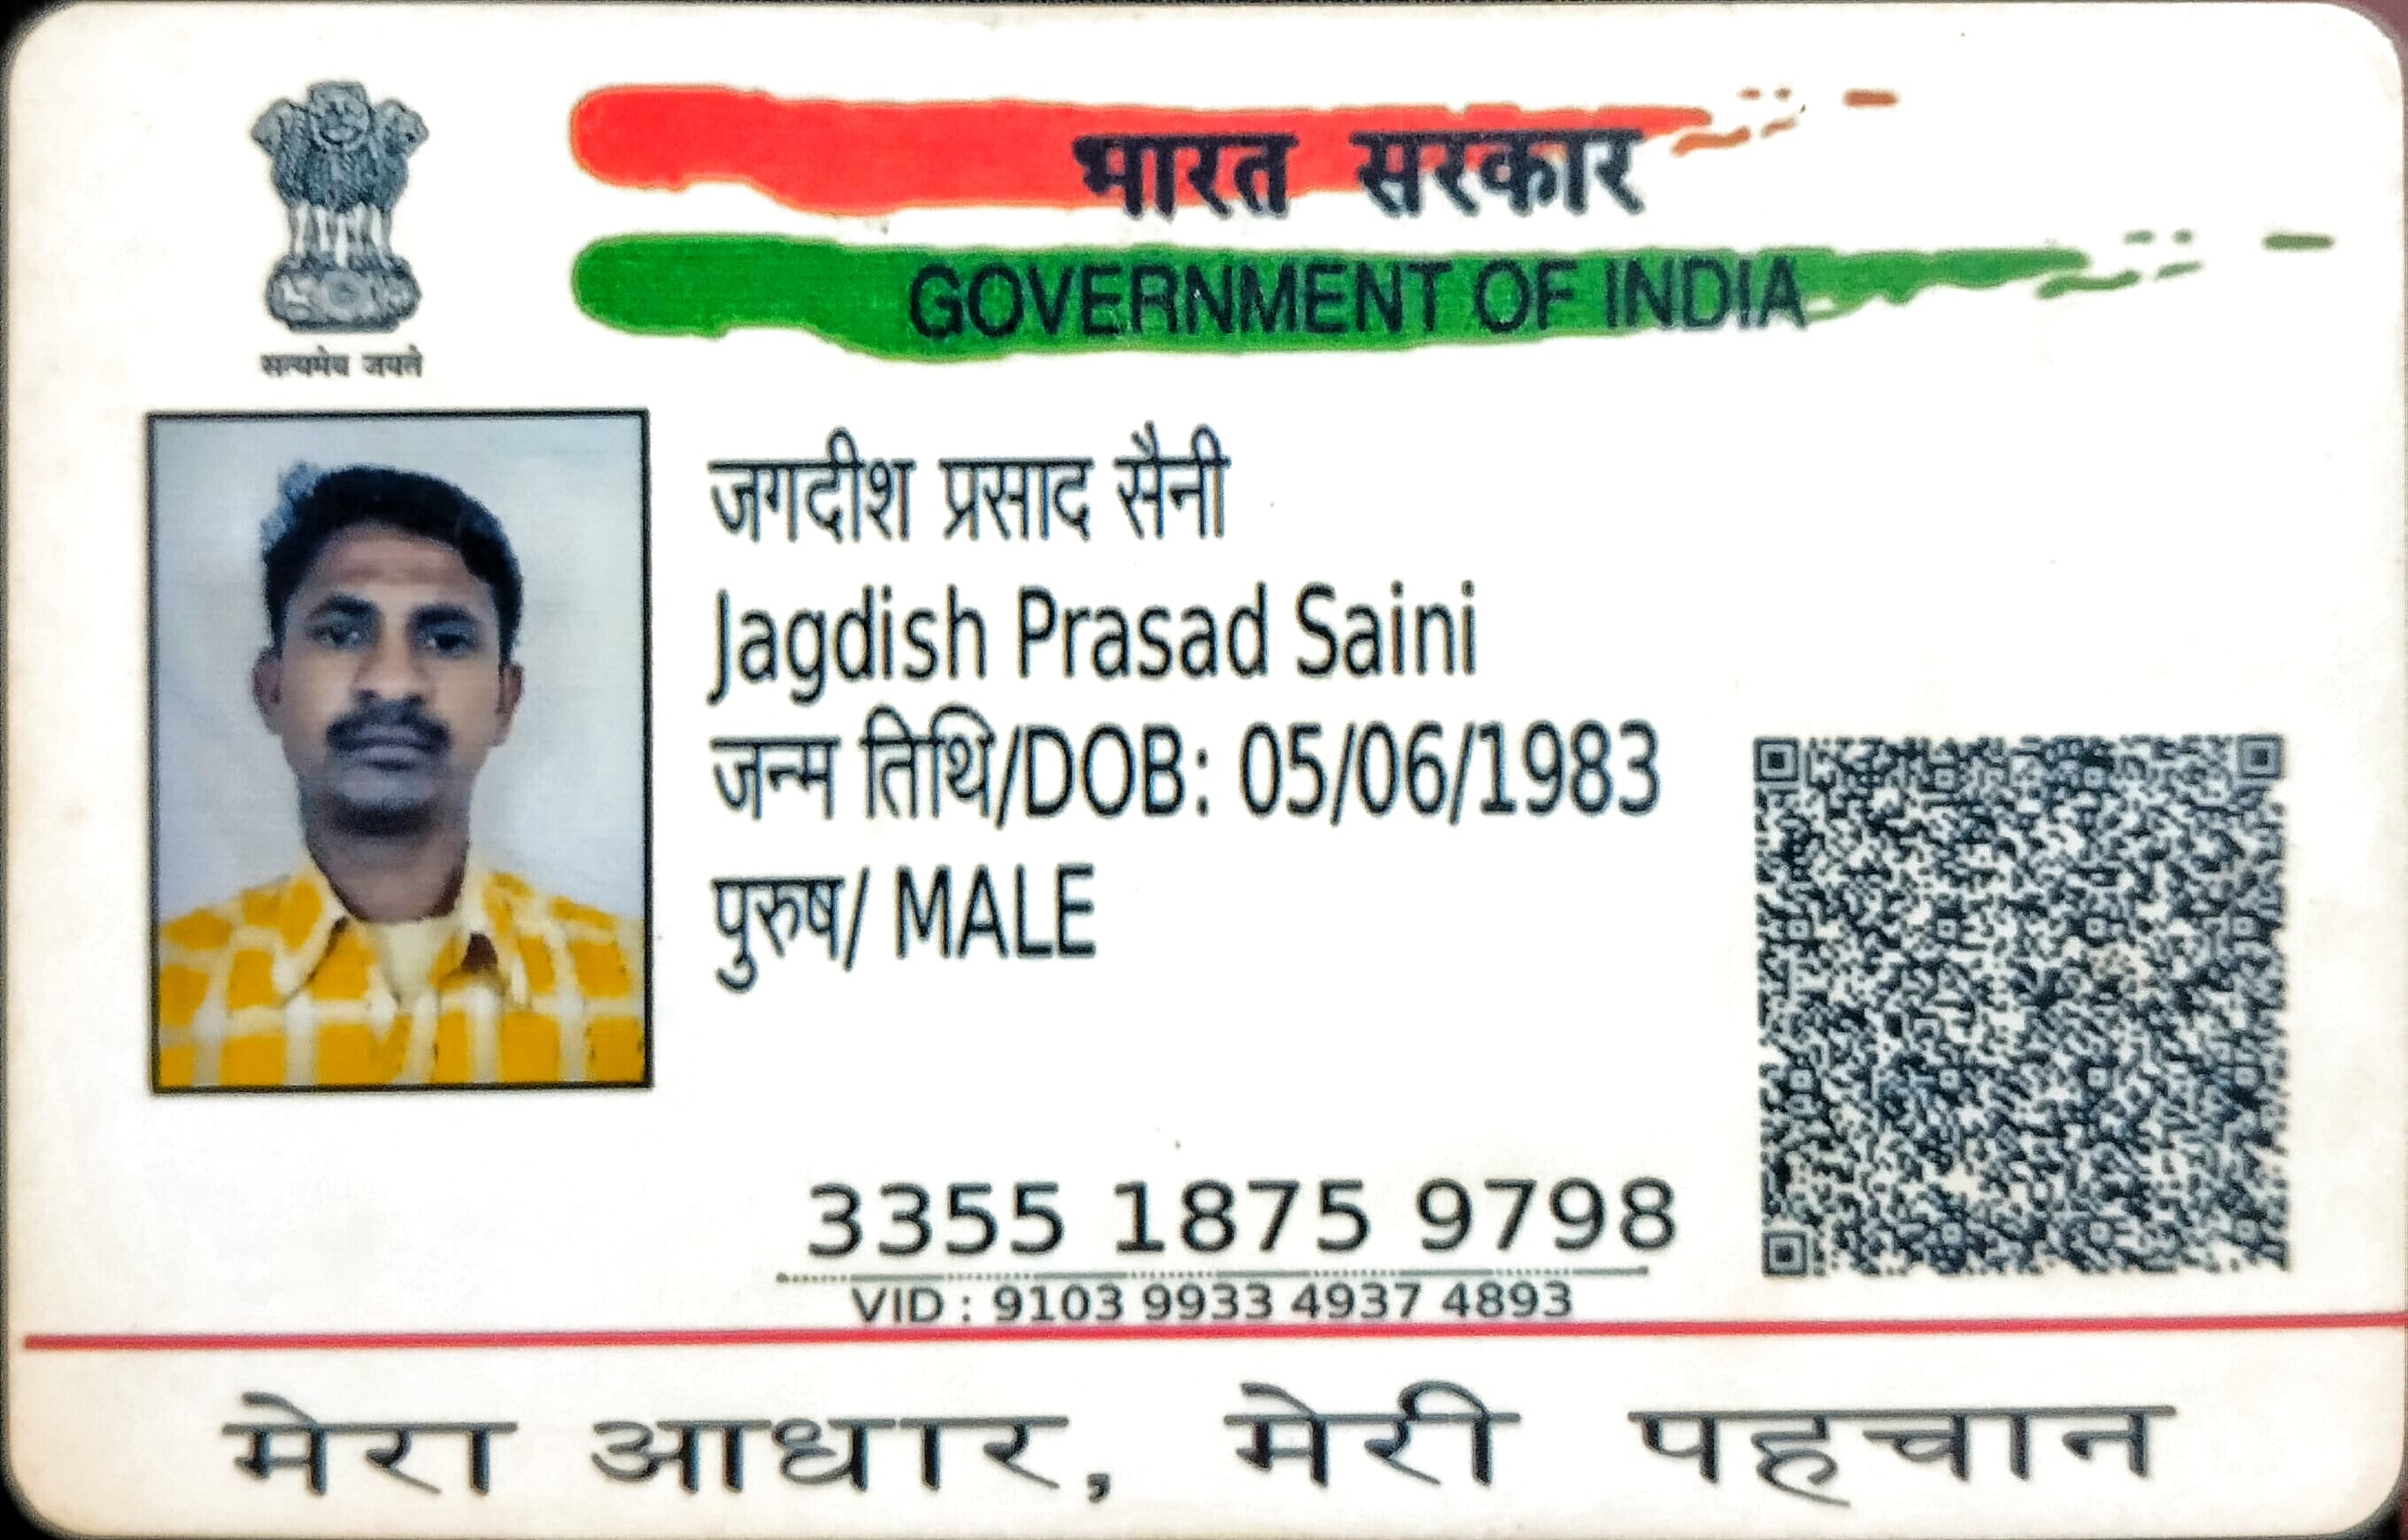 भारत सरकार
GOVERNMENT OF INDIA
सत्यमेव जयते
जगदीश प्रसाद सैनी
Jagdish Prasad Saini
जन्म तिथि/DOB: 05/06/1983
पुरुष/ MALE
3355 1875 9798
VID : 9103 9933 4937 4893
मेरा आधार, मेरी पहचान